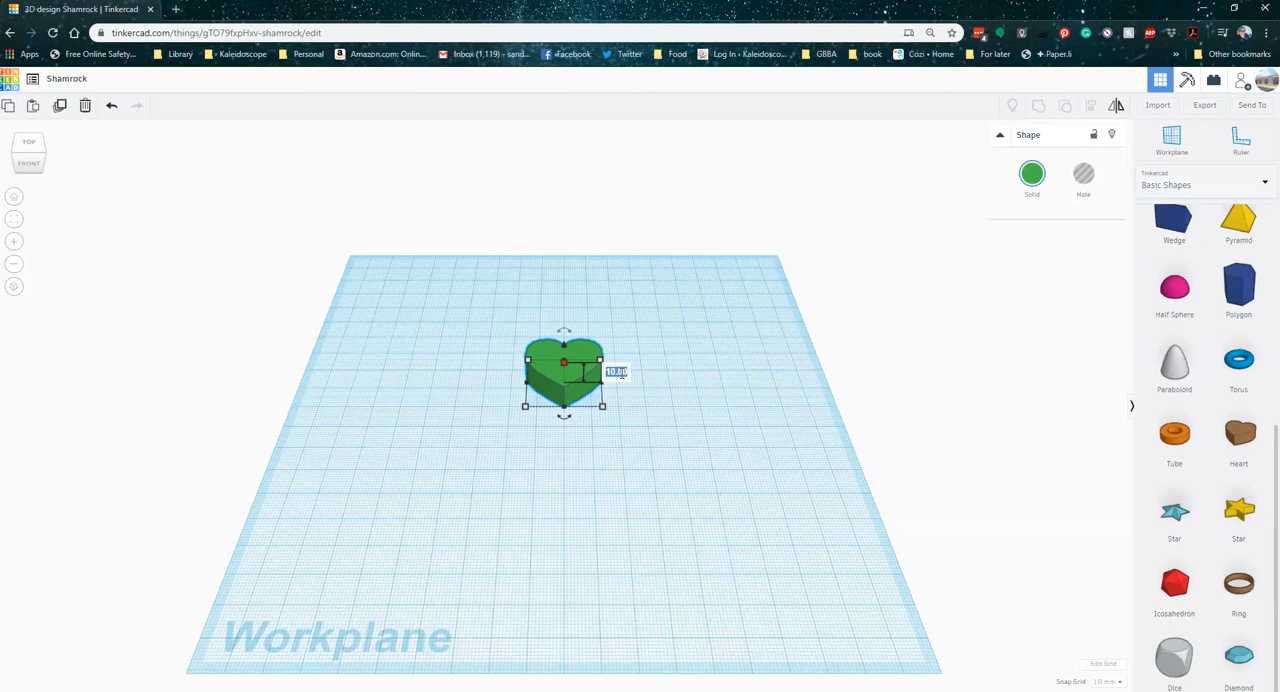 3D design Shamrock | Tinkercad
tinkercad.com/things/gTO79fxpHxv-shamrock/edit
Apps Free Online Safety... Library Kaleidoscope Personal Amazon.com: Onlin... Inbox (1,119) - sand... Facebook Twitter Food Log In ‹ Kaleidosco... GBBA book Cozi • Home For later + Paper.li » Other bookmarks
TIN
KER
CAD
Shamrock
Import Export Send To
TOP
FRONT
Shape
Solid Hole
Workplane Ruler
Tinkercad
Basic Shapes
Wedge Pyramid
Half Sphere Polygon
Paraboloid Torus
Tube Heart
Star Star
Icosahedron Ring
Dice Diamond
10.00
Workplane
Edit Grid
Snap Grid 1.0 mm